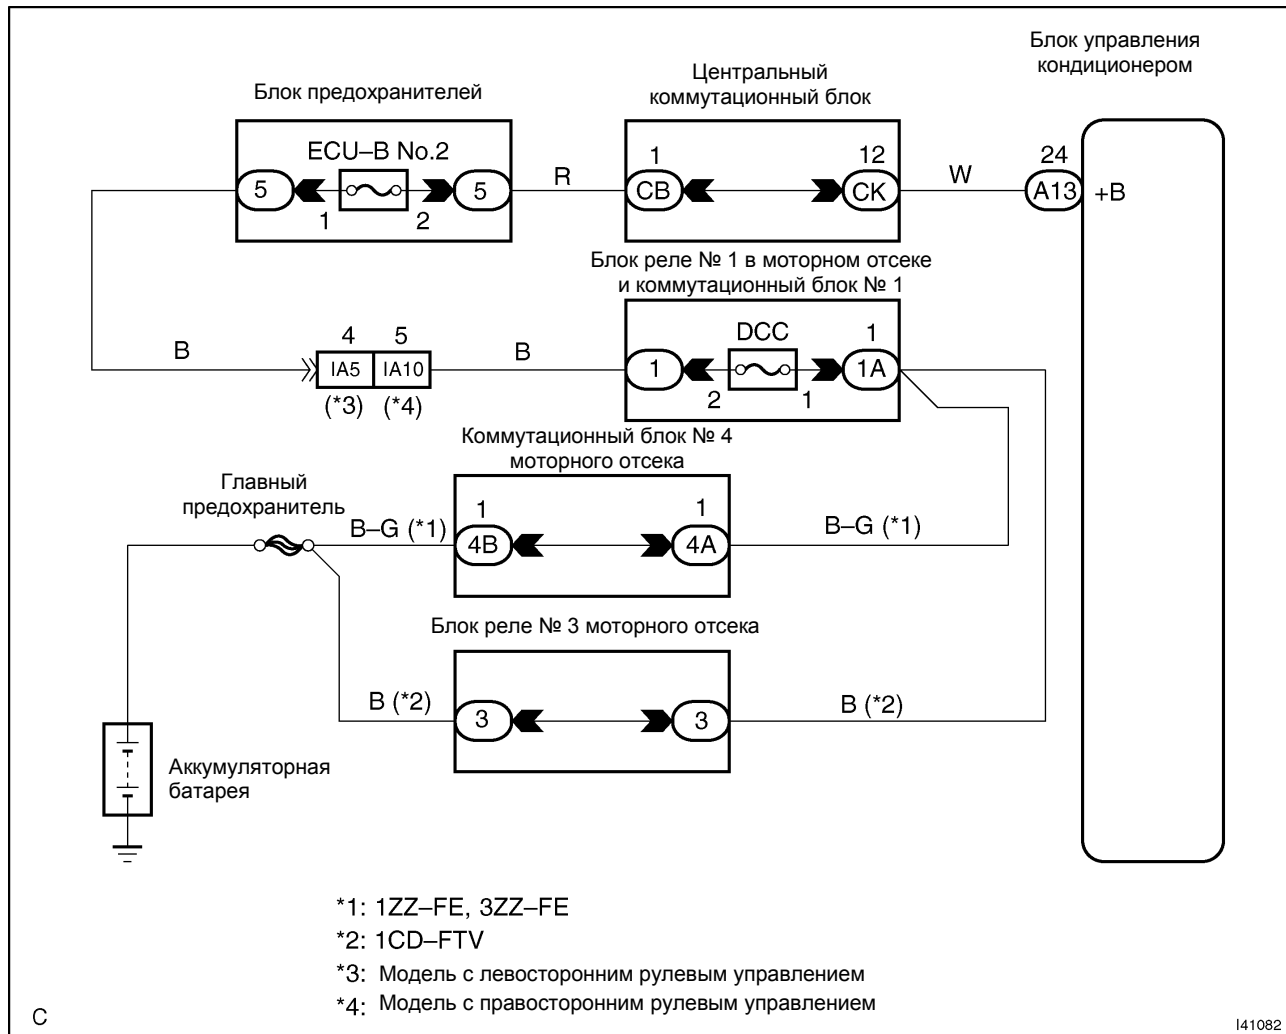 Блок управления
кондиционером
Центральный
коммутационный блок
Блок предохранителей
ECU–B No.2
1
12
24
5
5
R
CB
CK
W
A13
+B
1
2
Блок реле № 1 в моторном отсеке
и коммутационный блок № 1
DCC
1
B
4
5
IA5
IA10
B
1
1A
(*3)
(*4)
2
1
Коммутационный блок № 4
моторного отсека
Главный
предохранитель
B–G (*1)
1
1
B–G (*1)
4B
4A
Блок реле № 3 моторного отсека
B (*2)
3
3
B (*2)
Аккумуляторная
батарея
*1: 1ZZ–FE, 3ZZ–FE
*2: 1CD–FTV
*3: Модель с левосторонним рулевым управлением
*4: Модель с правосторонним рулевым управлением
C
I41082